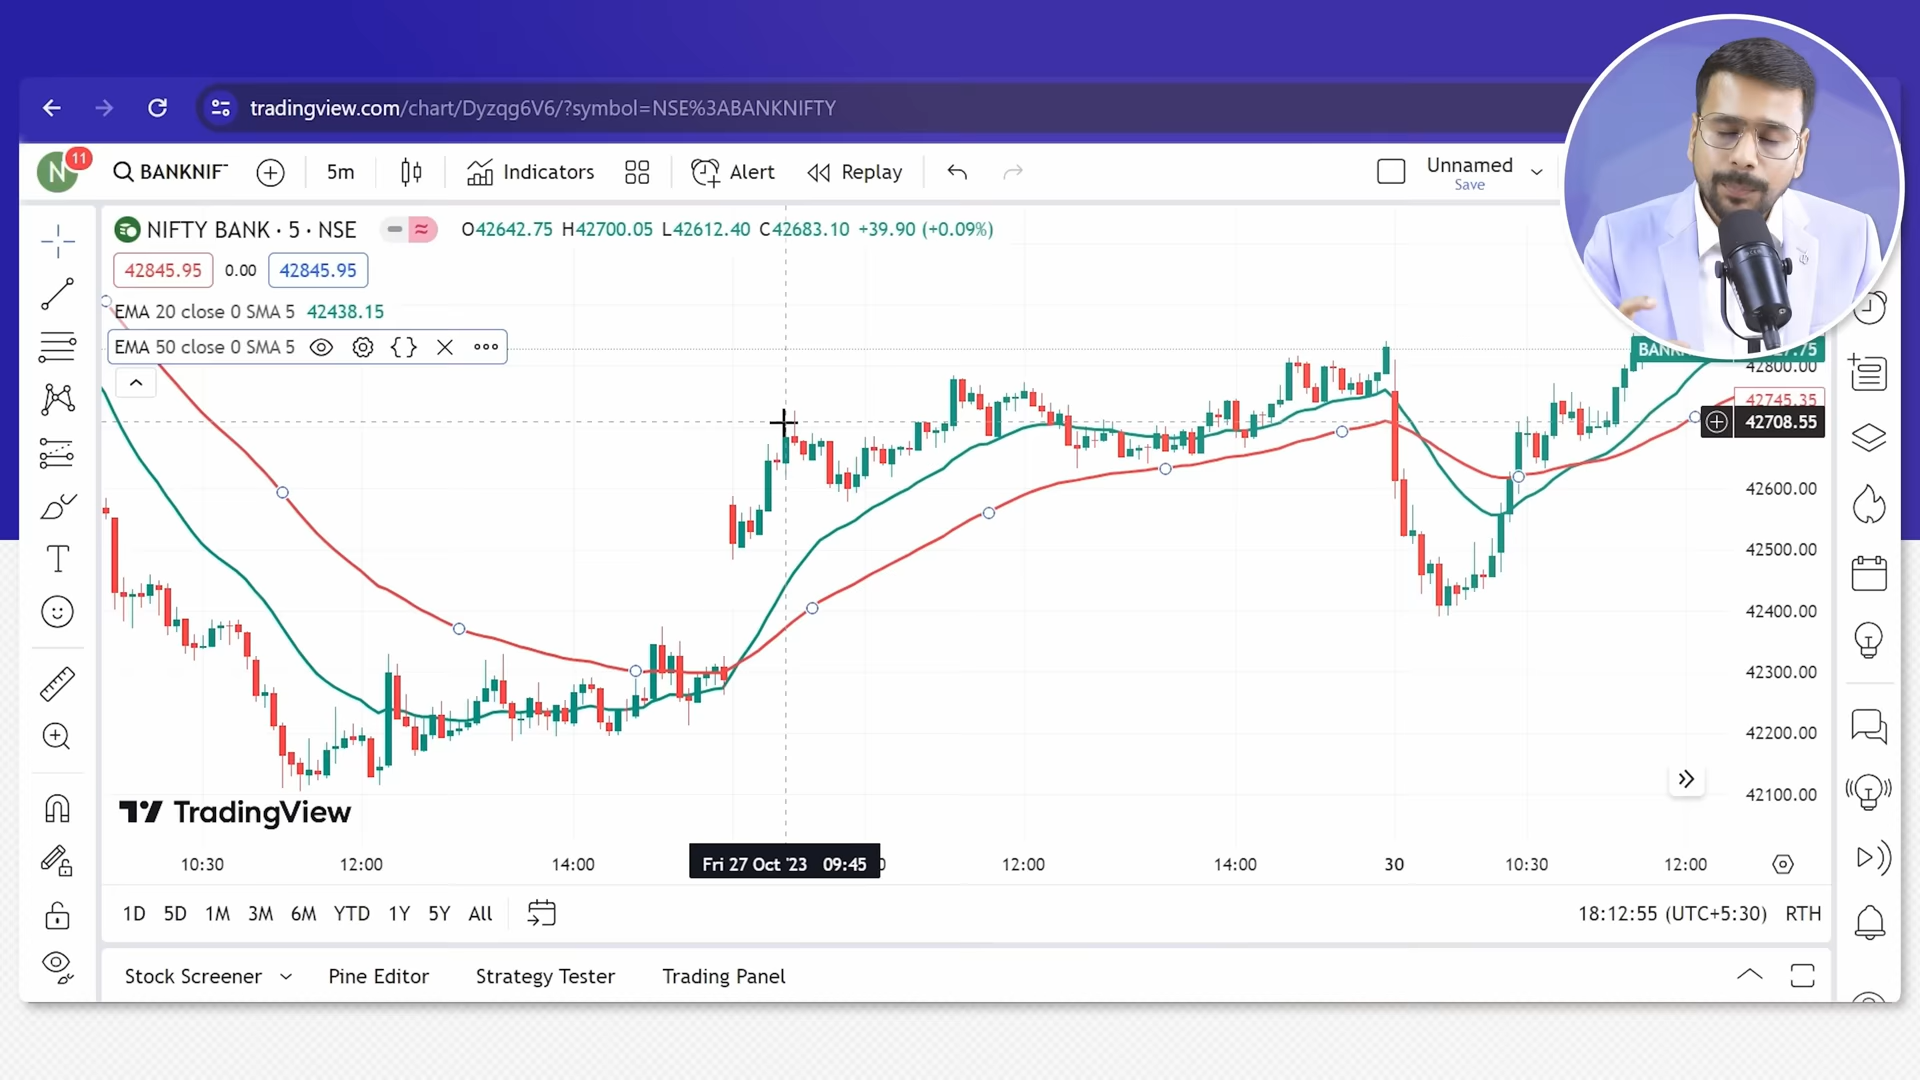 tradingview.com/chart/Dyzqg6V6/?symbol=NSE%3ABANKNIFTY
N 11 BANKNIF 5m Indicators Alert Replay Unnamed
Save
NIFTY BANK · 5 · NSE O42642.75 H42700.05 L42612.40 C42683.10 +39.90 (+0.09%)
42845.95 0.00 42845.95
EMA 20 close 0 SMA 5 42438.15
EMA 50 close 0 SMA 5
42800.00
42745.35
42708.55
42600.00
42500.00
42400.00
42300.00
42200.00
42100.00
TradingView
10:30 12:00 14:00 Fri 27 Oct '23 09:45 12:00 14:00 30 10:30 12:00
1D 5D 1M 3M 6M YTD 1Y 5Y All 18:12:55 (UTC+5:30) RTH
Stock Screener Pine Editor Strategy Tester Trading Panel